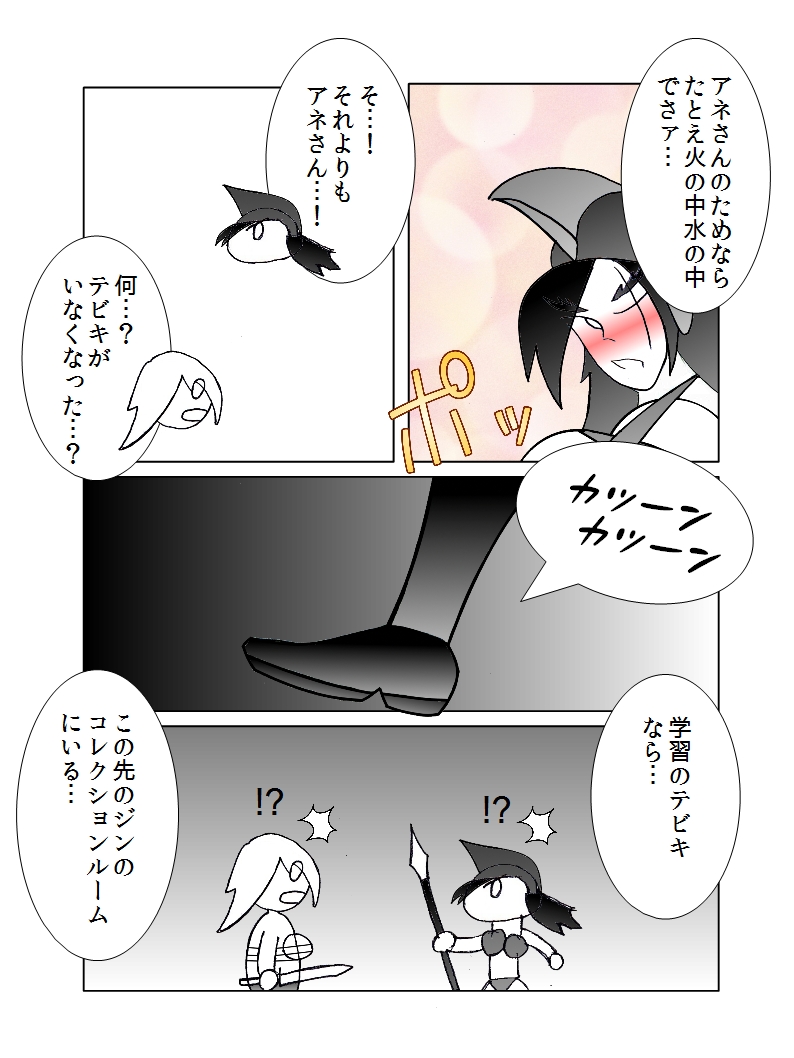 アネさんのためなら
たとえ火の中水の中
でさァ…
ポッ
そ…!
それよりも
アネさん…!
何…?
テビキが
いなくなった…?
カツーン
カツーン
学習のテビキ
なら…
!?
!?
この先のジンの
コレクションルーム
にいる…